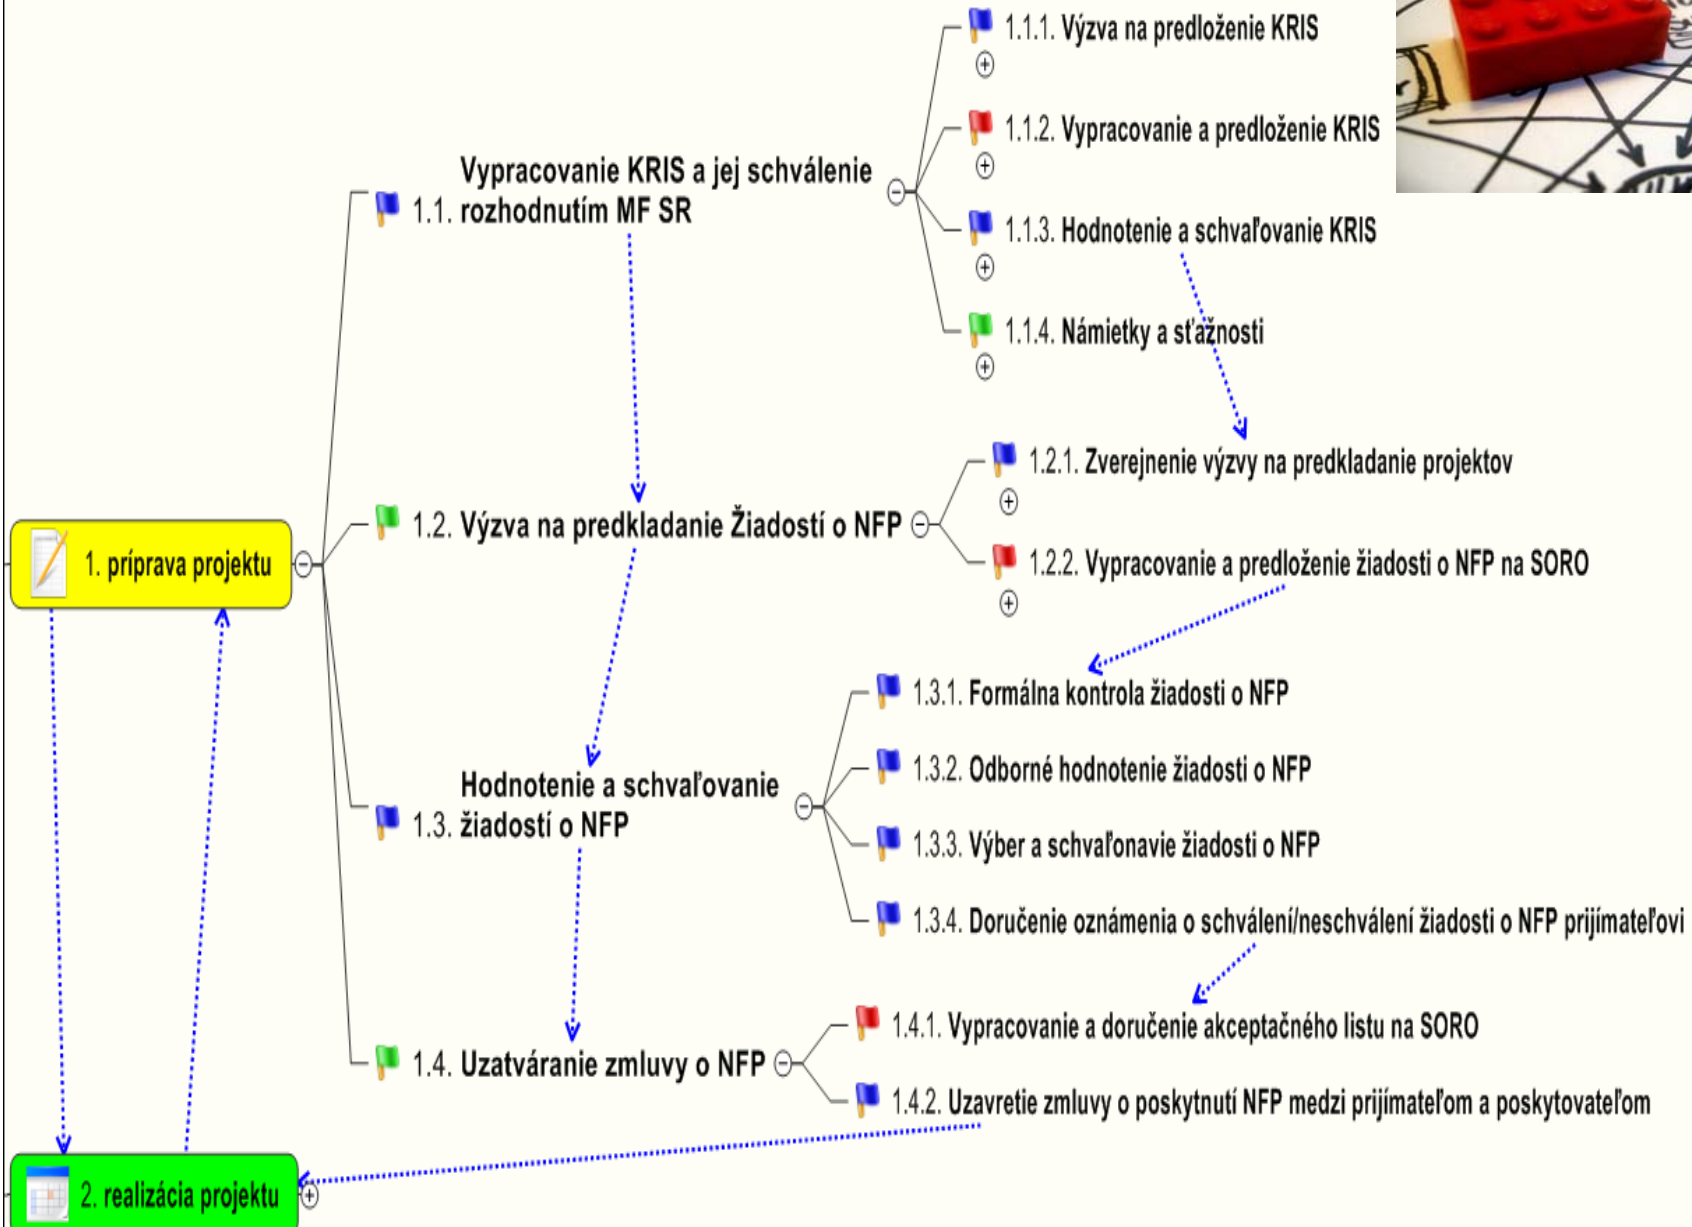 1. príprava projektu
1.1. Vypracovanie KRIS a jej schválenie
rozhodnutím MF SR
1.1.1. Výzva na predloženie KRIS
1.1.2. Vypracovanie a predloženie KRIS
1.1.3. Hodnotenie a schvaľovanie KRIS
1.1.4. Námietky a sťažnosti
1.2. Výzva na predkladanie Žiadostí o NFP
1.2.1. Zverejnenie výzvy na predkladanie projektov
1.2.2. Vypracovanie a predloženie žiadosti o NFP na SORO
1.3. Hodnotenie a schvaľovanie
žiadostí o NFP
1.3.1. Formálna kontrola žiadosti o NFP
1.3.2. Odborné hodnotenie žiadosti o NFP
1.3.3. Výber a schvaľonavie žiadosti o NFP
1.3.4. Doručenie oznámenia o schválení/neschválení žiadosti o NFP prijímateľovi
1.4. Uzatváranie zmluvy o NFP
1.4.1. Vypracovanie a doručenie akceptačného listu na SORO
1.4.2. Uzavretie zmluvy o poskytnutí NFP medzi prijímateľom a poskytovateľom
2. realizácia projektu